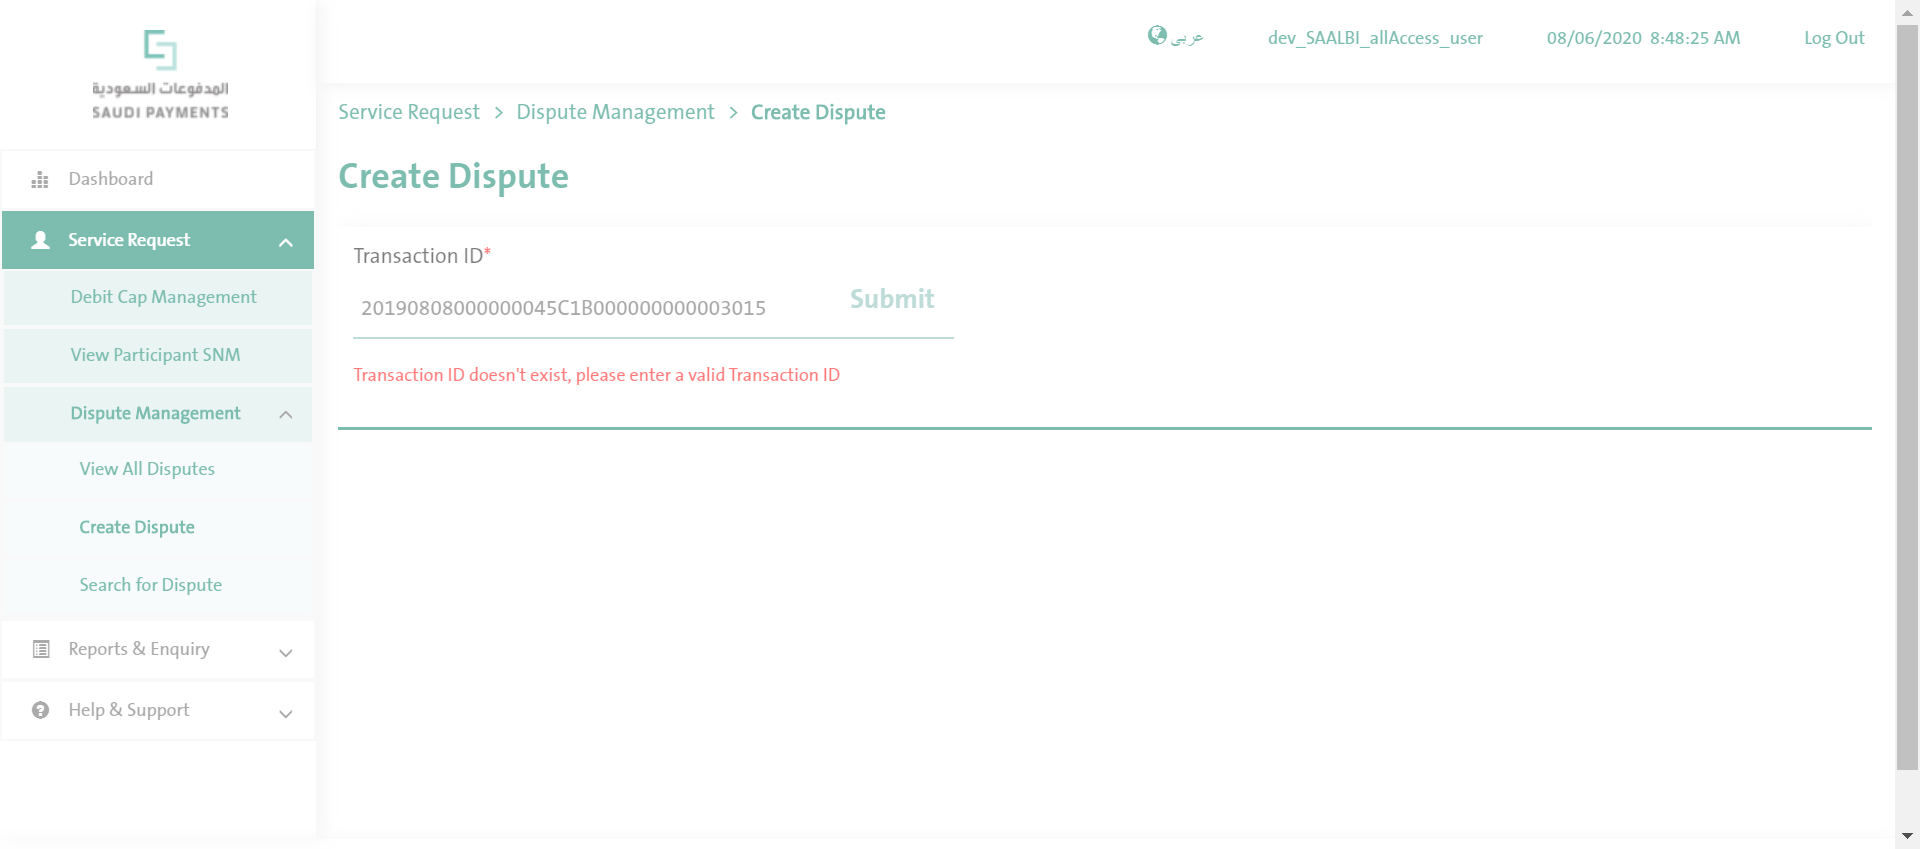 المدفوعات السعودية
SAUDI PAYMENTS
عربى
dev_SAALBI_allAccess_user
08/06/2020 8:48:25 AM
Log Out
Service Request > Dispute Management > Create Dispute
Create Dispute
Dashboard
Service Request
Debit Cap Management
View Participant SNM
Dispute Management
View All Disputes
Create Dispute
Search for Dispute
Reports & Enquiry
Help & Support
Transaction ID*
20190808000000045C1B000000000003015
Submit
Transaction ID doesn't exist, please enter a valid Transaction ID